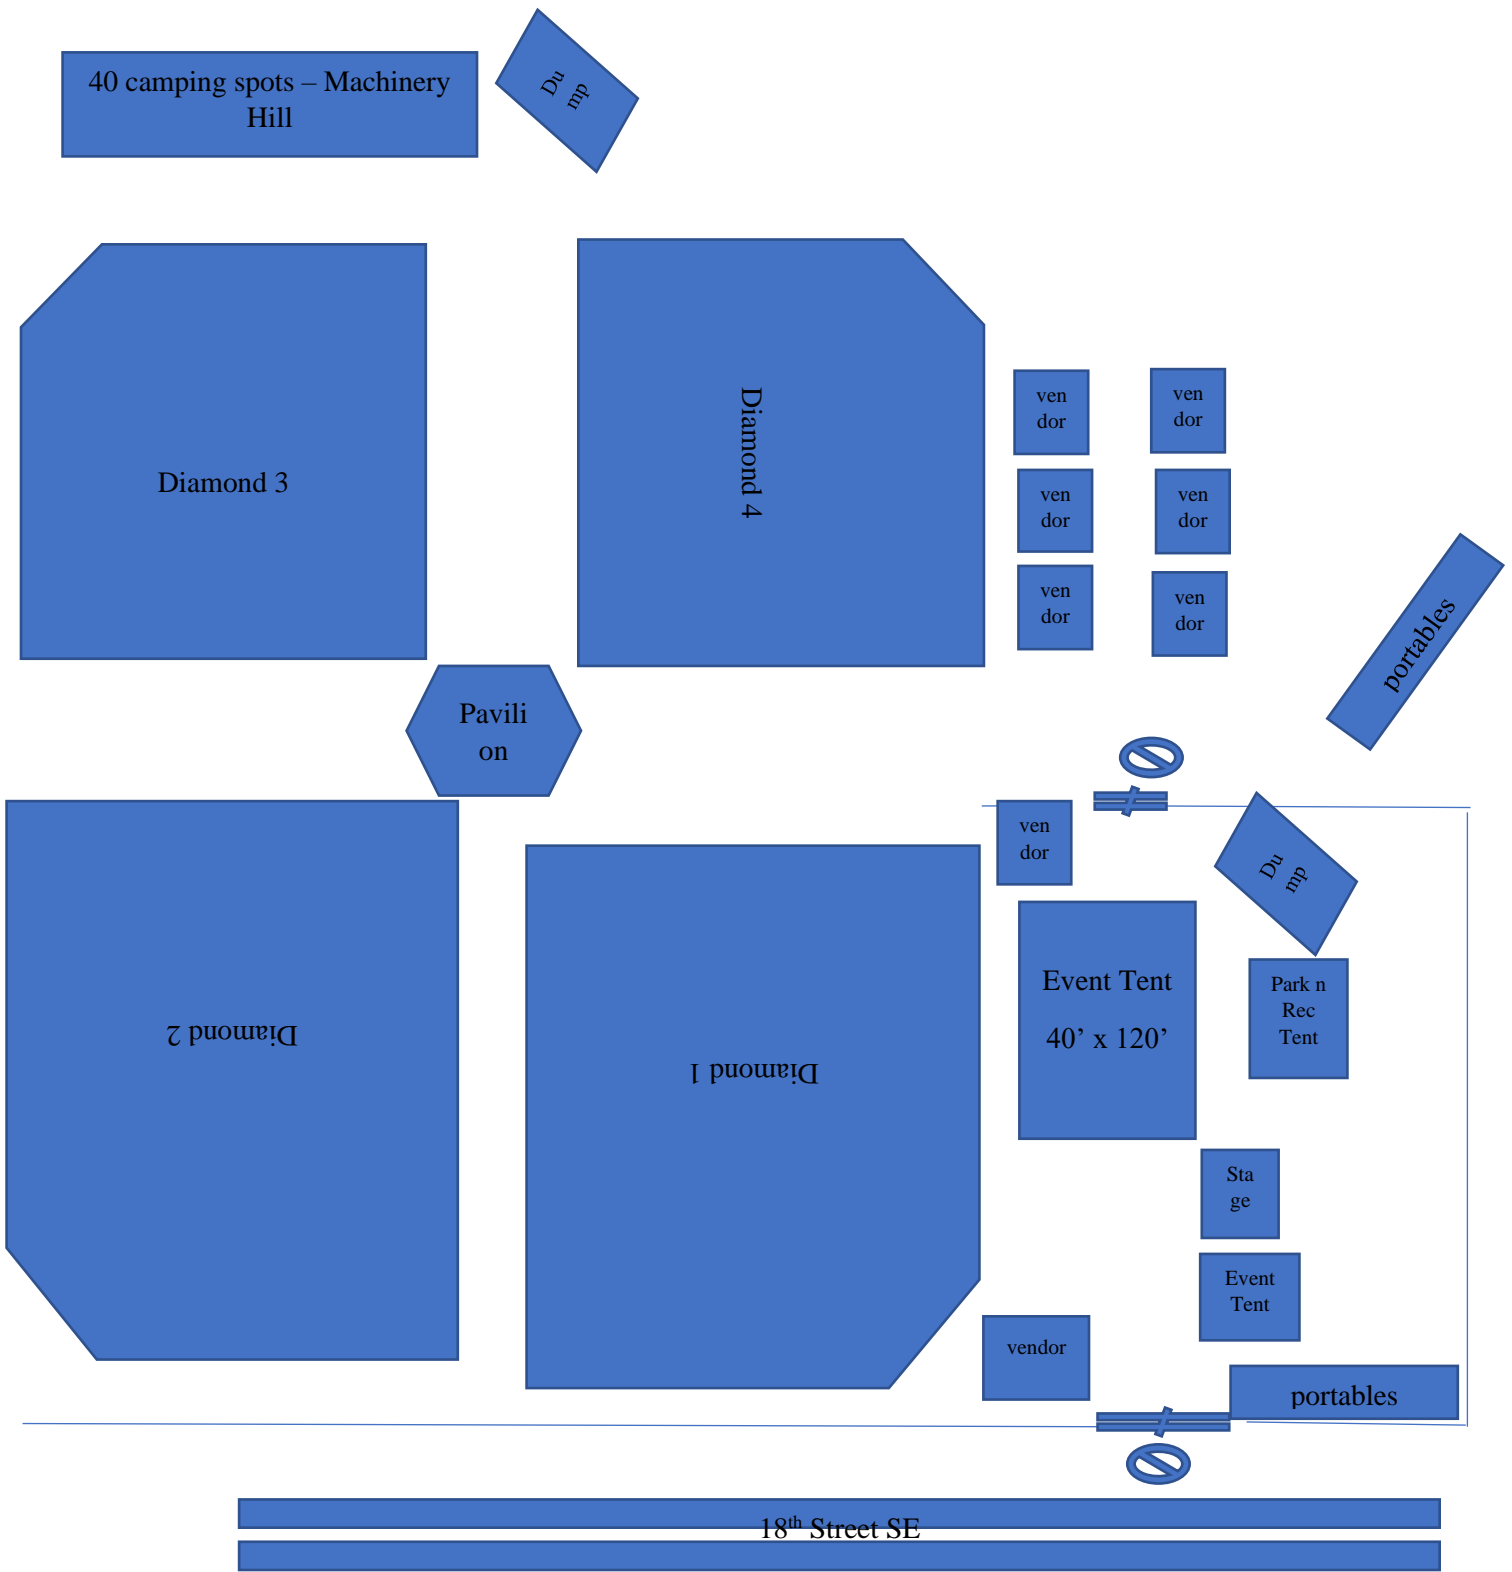 40 camping spots – Machinery
Hill
Du
mp
Diamond 3
Diamond 4
ven
dor
ven
dor
ven
dor
ven
dor
ven
dor
ven
dor
portables
Pavili
on
ven
dor
Du
mp
Event Tent
40’ x 120’
Park n
Rec
Tent
Diamond 2
Diamond 1
Sta
ge
Event
Tent
vendor
portables
18th Street SE